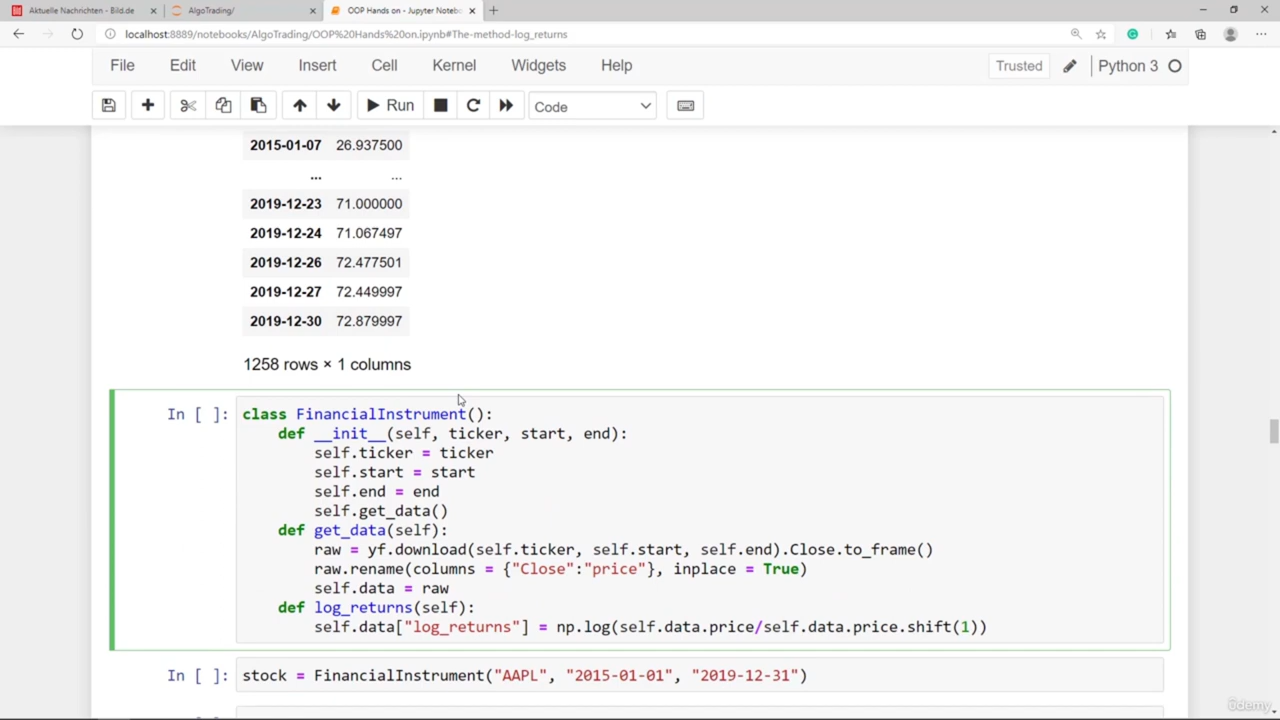 Aktuelle Nachrichten - Bild.de
AlgoTrading/
OOP Hands on - Jupyter Notebo
localhost:8889/notebooks/AlgoTrading/OOP%20Hands%20on.ipynb#The-method-log_returns
File Edit View Insert Cell Kernel Widgets Help
Trusted
Python 3
Run
Code
2015-01-07 26.937500
... ...
2019-12-23 71.000000
2019-12-24 71.067497
2019-12-26 72.477501
2019-12-27 72.449997
2019-12-30 72.879997
1258 rows × 1 columns
In [ ]: class FinancialInstrument():
    def __init__(self, ticker, start, end):
        self.ticker = ticker
        self.start = start
        self.end = end
        self.get_data()
    def get_data(self):
        raw = yf.download(self.ticker, self.start, self.end).Close.to_frame()
        raw.rename(columns = {"Close":"price"}, inplace = True)
        self.data = raw
    def log_returns(self):
        self.data["log_returns"] = np.log(self.data.price/self.data.price.shift(1))
In [ ]: stock = FinancialInstrument("AAPL", "2015-01-01", "2019-12-31")
ûdemy